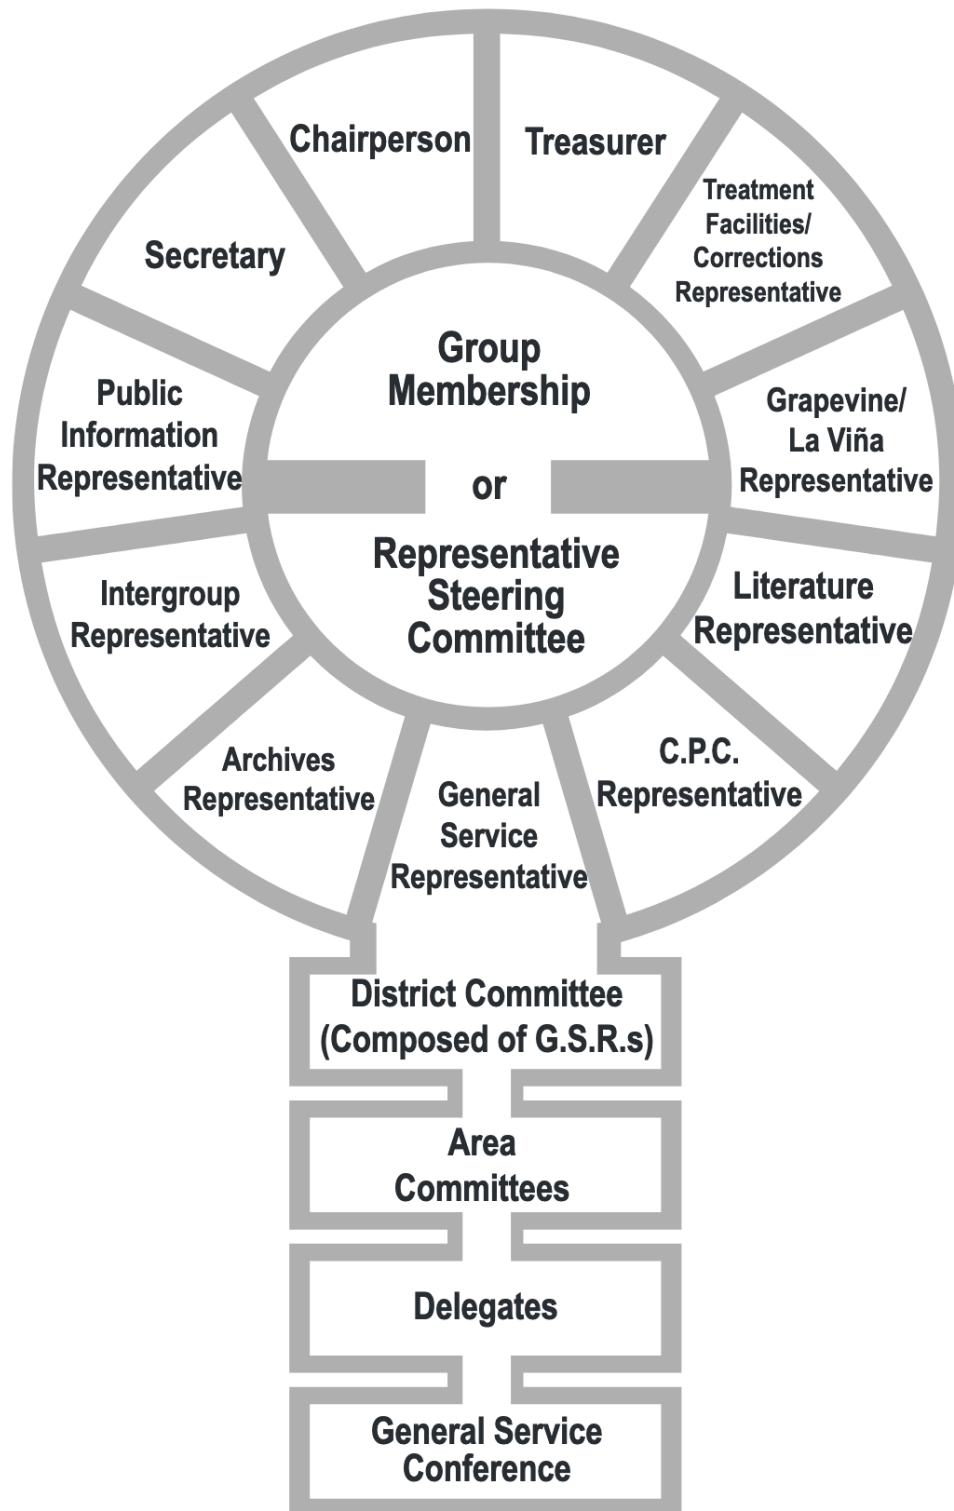 Chairperson
Treasurer
Secretary
Treatment
Facilities/
Corrections
Representative
Public
Information
Representative
Group
Membership
or
Representative
Steering
Committee
Grapevine/
La Viña
Representative
Intergroup
Representative
Literature
Representative
Archives
Representative
General
Service
Representative
C.P.C.
Representative
District Committee
(Composed of G.S.R.s)
Area
Committees
Delegates
General Service
Conference